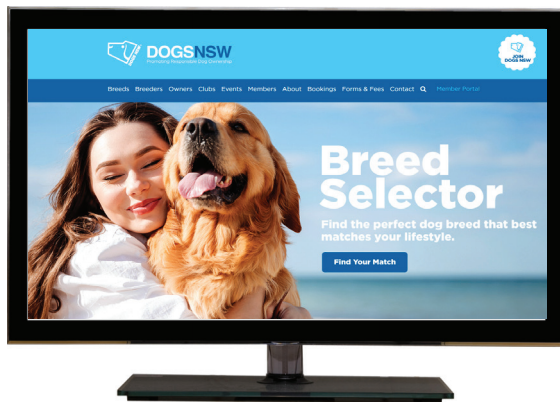 DOGSNSW
Promoting Responsible Dog Ownership
JOIN
DOGS NSW
Breeds Breeders Owners Clubs Events Members About Bookings Forms & Fees Contact Member Portal
Breed
Selector
Find the perfect dog breed that best
matches your lifestyle.
Find Your Match